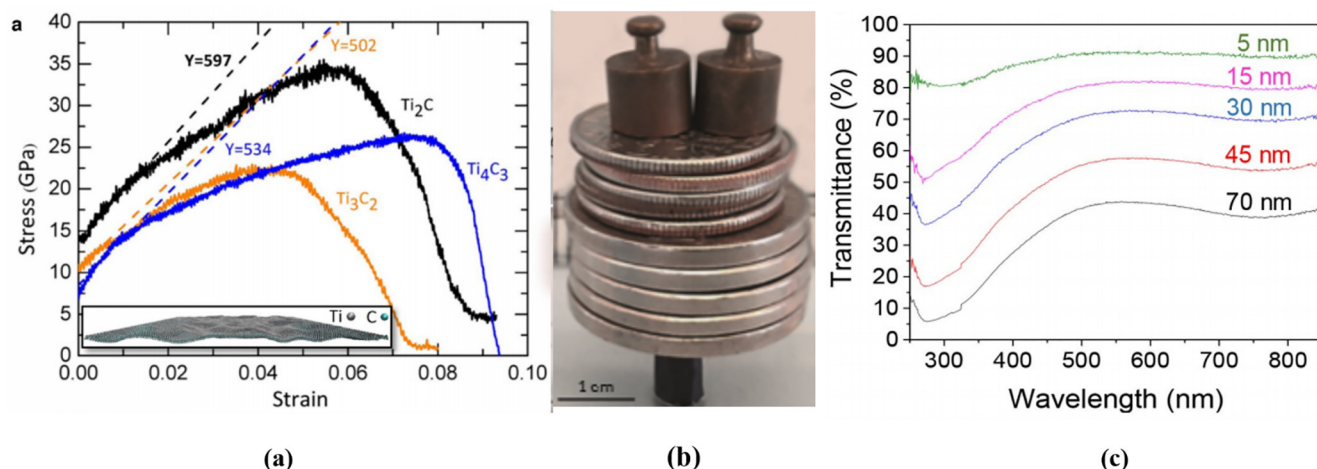 a
Stress (GPa)
40
35
30
25
20
15
10
5
0
0.00
0.02
0.04
0.06
0.08
0.10
Strain
Y=597
Y=502
Y=534
Ti₂C
Ti₄C₃
Ti₃C₂
Ti
C
(a)
1 cm
(b)
Transmittance (%)
100
90
80
70
60
50
40
30
20
10
0
300
400
500
600
700
800
Wavelength (nm)
5 nm
15 nm
30 nm
45 nm
70 nm
(c)